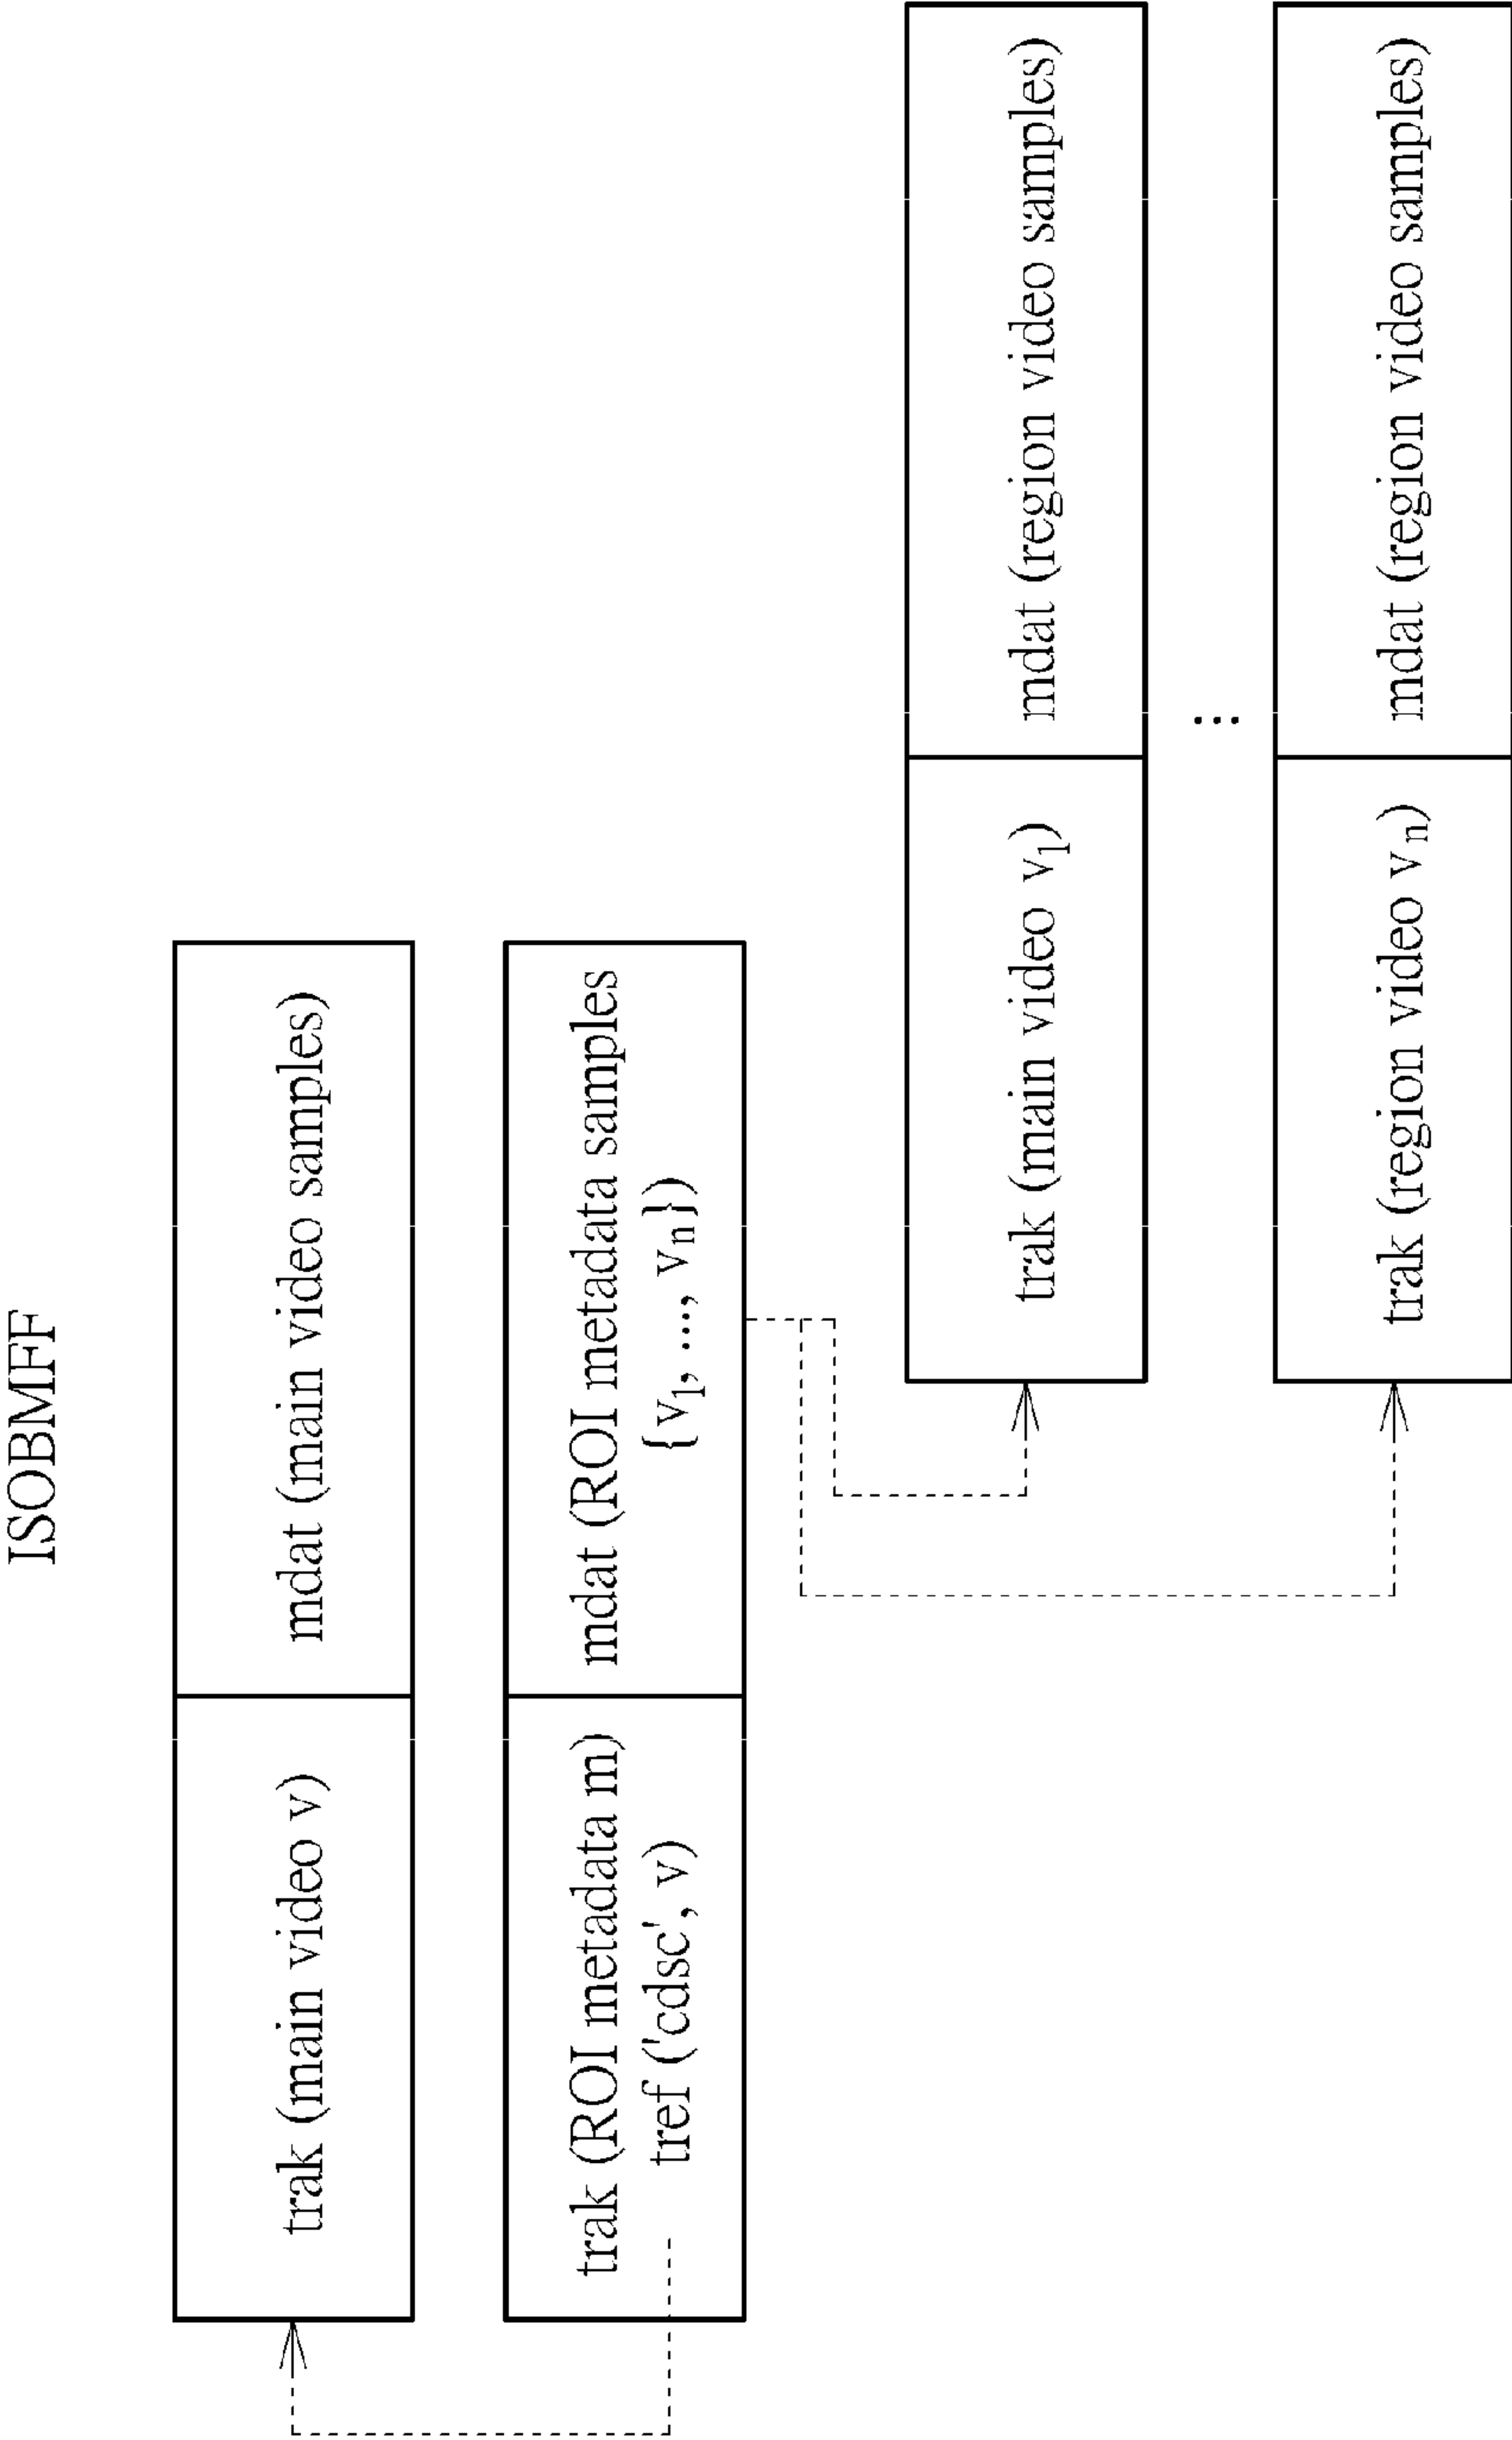 ISOBMFF
trak (main video v)
mdat (main video samples)
trak (ROI metadata m)
tref ('cdsc', v)
mdat (ROI metadata samples
{v1, ..., vn})
trak (main video v1)
mdat (region video samples)
...
trak (region video vn)
mdat (region video samples)